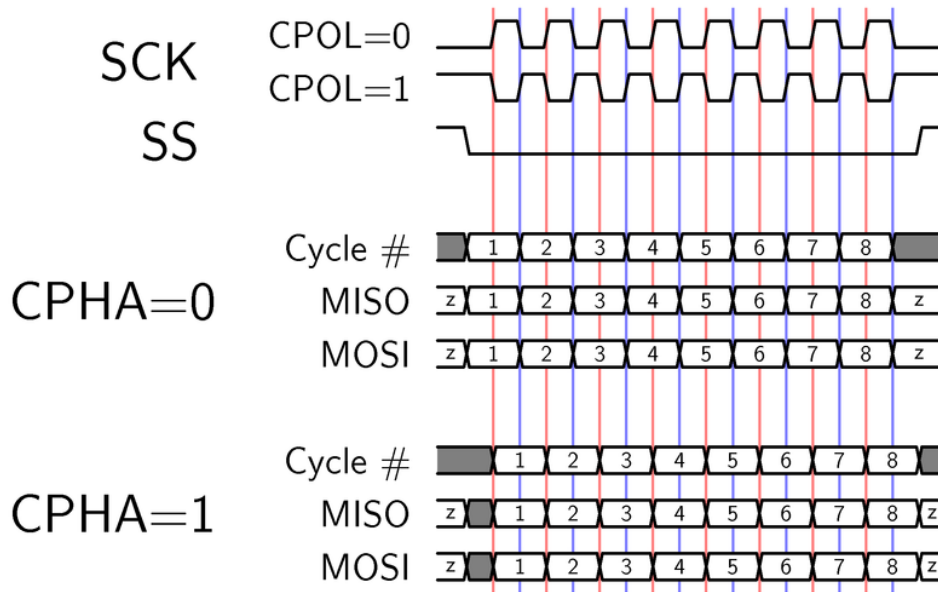 SCK CPOL=0
CPOL=1
SS
CPHA=0
Cycle # 1 2 3 4 5 6 7 8
MISO z 1 2 3 4 5 6 7 8 z
MOSI z 1 2 3 4 5 6 7 8 z
CPHA=1
Cycle # 1 2 3 4 5 6 7 8
MISO z 1 2 3 4 5 6 7 8 z
MOSI z 1 2 3 4 5 6 7 8 z